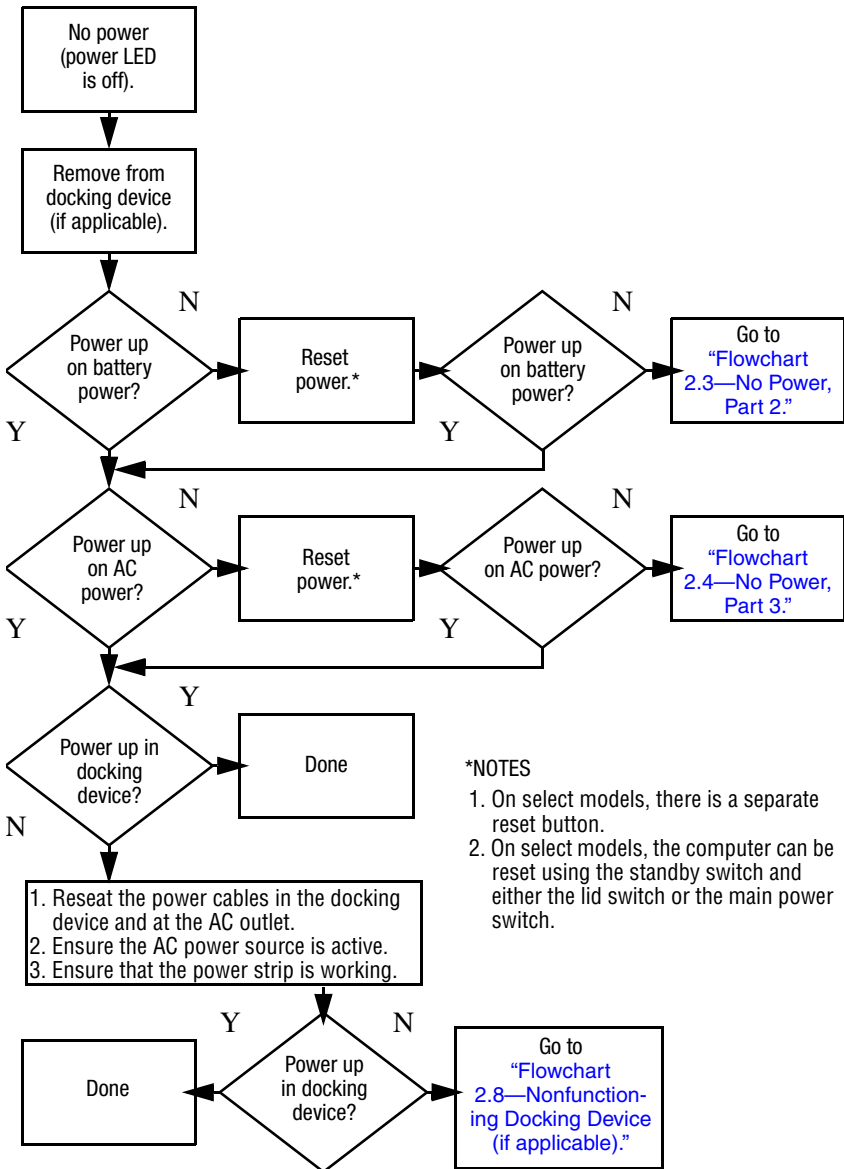 No power
(power LED
is off).
Remove from
docking device
(if applicable).
N
N
Power up
on battery
power?
Reset
power.*
Power up
on battery
power?
Go to
“Flowchart
2.3—No Power,
Part 2.”
Y
Y
N
N
Power up
on AC
power?
Reset
power.*
Power up
on AC power?
Go to
“Flowchart
2.4—No Power,
Part 3.”
Y
Y
Y
Power up in
docking
device?
Done
N
*NOTES
1. On select models, there is a separate
reset button.
2. On select models, the computer can be
reset using the standby switch and
either the lid switch or the main power
switch.
1. Reseat the power cables in the docking
device and at the AC outlet.
2. Ensure the AC power source is active.
3. Ensure that the power strip is working.
Y
N
Done
Power up
in docking
device?
Go to
“Flowchart
2.8—Nonfunction-
ing Docking Device
(if applicable).”